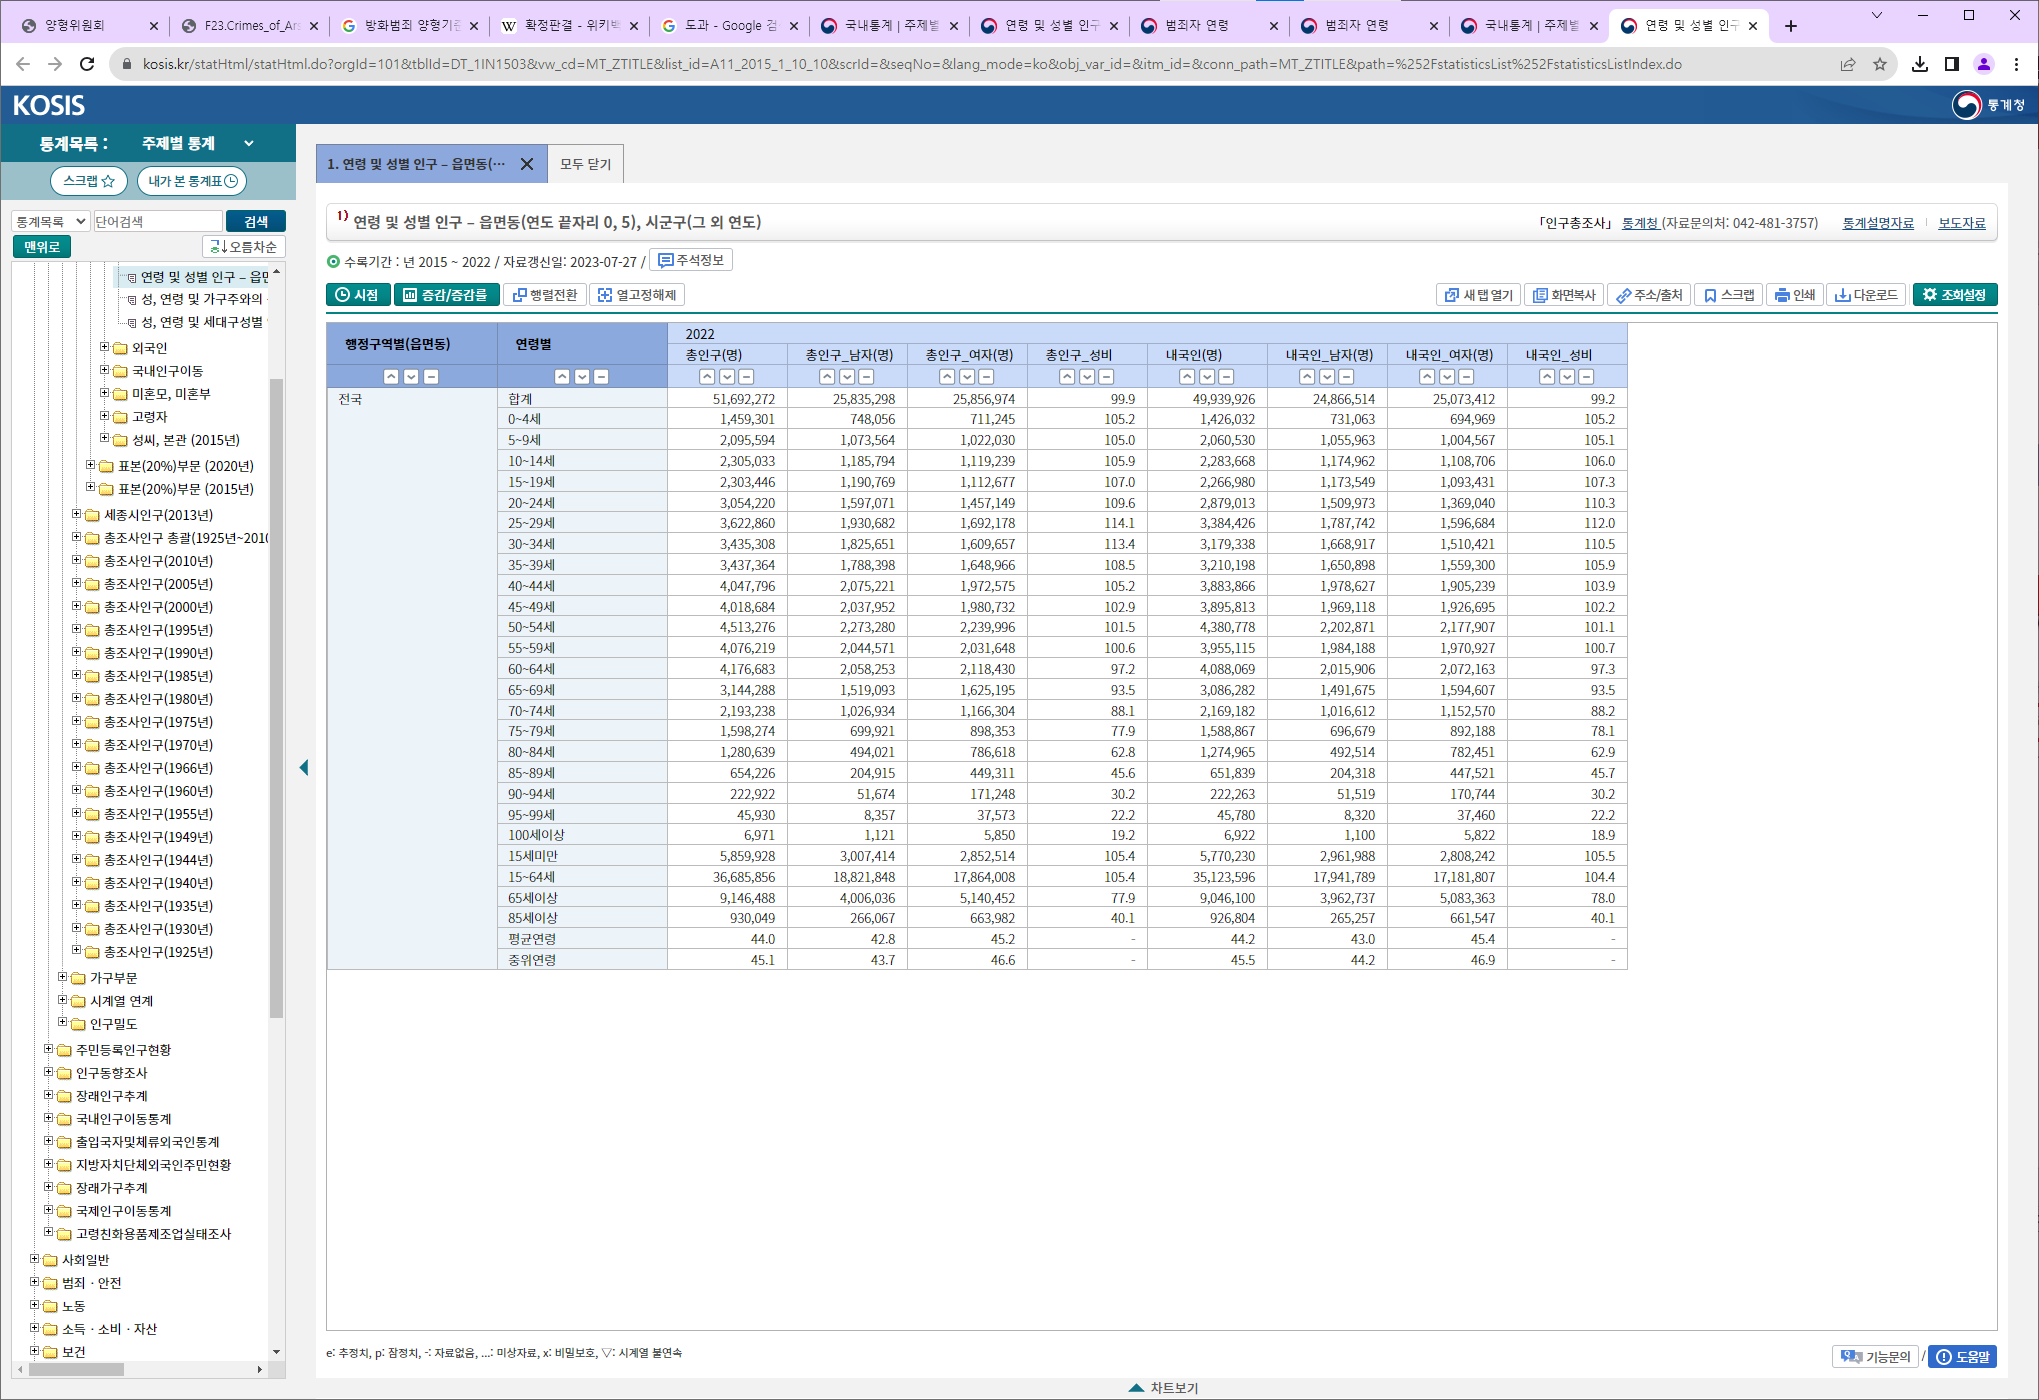 양형위원회
F23.Crimes_of_Ars
방화범죄 양형기준
확정판결 - 위키백
도과 - Google 검
국내통계 | 주제별
연령 및 성별 인구
범죄자 연령
범죄자 연령
국내통계 | 주제별
연령 및 성별 인구
kosis.kr/statHtml/statHtml.do?orgId=101&tblId=DT_1IN1503&vw_cd=MT_ZTITLE&list_id=A11_2015_1_10_10&scrId=&seqNo=&lang_mode=ko&obj_var_id=&itm_id=&conn_path=MT_ZTITLE&path=%252FstatisticsList%252FstatisticsListIndex.do
KOSIS
통계청
통계목록 : 주제별 통계
스크랩 내가 본 통계표
통계목록 단어검색 검색
맨위로 오름차순
연령 및 성별 인구 – 읍면
성, 연령 및 가구주와의
성, 연령 및 세대구성별
외국인
국내인구이동
미혼모, 미혼부
고령자
성씨, 본관 (2015년)
표본(20%)부문 (2020년)
표본(20%)부문 (2015년)
세종시인구(2013년)
총조사인구 총괄(1925년~2010
총조사인구(2010년)
총조사인구(2005년)
총조사인구(2000년)
총조사인구(1995년)
총조사인구(1990년)
총조사인구(1985년)
총조사인구(1980년)
총조사인구(1975년)
총조사인구(1970년)
총조사인구(1966년)
총조사인구(1960년)
총조사인구(1955년)
총조사인구(1949년)
총조사인구(1944년)
총조사인구(1940년)
총조사인구(1935년)
총조사인구(1930년)
총조사인구(1925년)
가구부문
시계열 연계
인구밀도
주민등록인구현황
인구동향조사
장래인구추계
국내인구이동통계
출입국자및체류외국인통계
지방자치단체외국인주민현황
장래가구추계
국제인구이동통계
고령친화용품제조업실태조사
사회일반
범죄 · 안전
노동
소득 · 소비 · 자산
보건
1. 연령 및 성별 인구 – 읍면동(··· 모두 닫기
1) 연령 및 성별 인구 – 읍면동(연도 끝자리 0, 5), 시군구(그 외 연도)
「인구총조사」 통계청 (자료문의처: 042-481-3757) 통계설명자료 보도자료
수록기간 : 년 2015 ~ 2022 / 자료갱신일: 2023-07-27 / 주석정보
시점 증감/증감률 행렬전환 열고정해제 새 탭 열기 화면복사 주소/출처 스크랩 인쇄 다운로드 조회설정
행정구역별(읍면동) 연령별 2022
총인구(명) 총인구_남자(명) 총인구_여자(명) 총인구_성비 내국인(명) 내국인_남자(명) 내국인_여자(명) 내국인_성비
전국 합계 51,692,272 25,835,298 25,856,974 99.9 49,939,926 24,866,514 25,073,412 99.2
0~4세 1,459,301 748,056 711,245 105.2 1,426,032 731,063 694,969 105.2
5~9세 2,095,594 1,073,564 1,022,030 105.0 2,060,530 1,055,963 1,004,567 105.1
10~14세 2,305,033 1,185,794 1,119,239 105.9 2,283,668 1,174,962 1,108,706 106.0
15~19세 2,303,446 1,190,769 1,112,677 107.0 2,266,980 1,173,549 1,093,431 107.3
20~24세 3,054,220 1,597,071 1,457,149 109.6 2,879,013 1,509,973 1,369,040 110.3
25~29세 3,622,860 1,930,682 1,692,178 114.1 3,384,426 1,787,742 1,596,684 112.0
30~34세 3,435,308 1,825,651 1,609,657 113.4 3,179,338 1,668,917 1,510,421 110.5
35~39세 3,437,364 1,788,398 1,648,966 108.5 3,210,198 1,650,898 1,559,300 105.9
40~44세 4,047,796 2,075,221 1,972,575 105.2 3,883,866 1,978,627 1,905,239 103.9
45~49세 4,018,684 2,037,952 1,980,732 102.9 3,895,813 1,969,118 1,926,695 102.2
50~54세 4,513,276 2,273,280 2,239,996 101.5 4,380,778 2,202,871 2,177,907 101.1
55~59세 4,076,219 2,044,571 2,031,648 100.6 3,955,115 1,984,188 1,970,927 100.7
60~64세 4,176,683 2,058,253 2,118,430 97.2 4,088,069 2,015,906 2,072,163 97.3
65~69세 3,144,288 1,519,093 1,625,195 93.5 3,086,282 1,491,675 1,594,607 93.5
70~74세 2,193,238 1,026,934 1,166,304 88.1 2,169,182 1,016,612 1,152,570 88.2
75~79세 1,598,274 699,921 898,353 77.9 1,588,867 696,679 892,188 78.1
80~84세 1,280,639 494,021 786,618 62.8 1,274,965 492,514 782,451 62.9
85~89세 654,226 204,915 449,311 45.6 651,839 204,318 447,521 45.7
90~94세 222,922 51,674 171,248 30.2 222,263 51,519 170,744 30.2
95~99세 45,930 8,357 37,573 22.2 45,780 8,320 37,460 22.2
100세이상 6,971 1,121 5,850 19.2 6,922 1,100 5,822 18.9
15세미만 5,859,928 3,007,414 2,852,514 105.4 5,770,230 2,961,988 2,808,242 105.5
15~64세 36,685,856 18,821,848 17,864,008 105.4 35,123,596 17,941,789 17,181,807 104.4
65세이상 9,146,488 4,006,036 5,140,452 77.9 9,046,100 3,962,737 5,083,363 78.0
85세이상 930,049 266,067 663,982 40.1 926,804 265,257 661,547 40.1
평균연령 44.0 42.8 45.2 - 44.2 43.0 45.4 -
중위연령 45.1 43.7 46.6 - 45.5 44.2 46.9 -
e: 추정치, p: 잠정치, -: 자료없음, ...: 미상자료, x: 비밀보호, ▽: 시계열 불연속
기능문의 / 도움말
차트보기